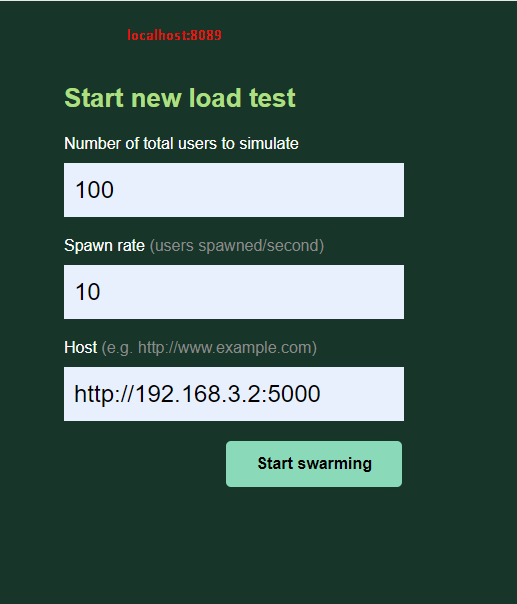 localhost:8089
Start new load test
Number of total users to simulate
100
Spawn rate (users spawned/second)
10
Host (e.g. http://www.example.com)
http://192.168.3.2:5000
Start swarming